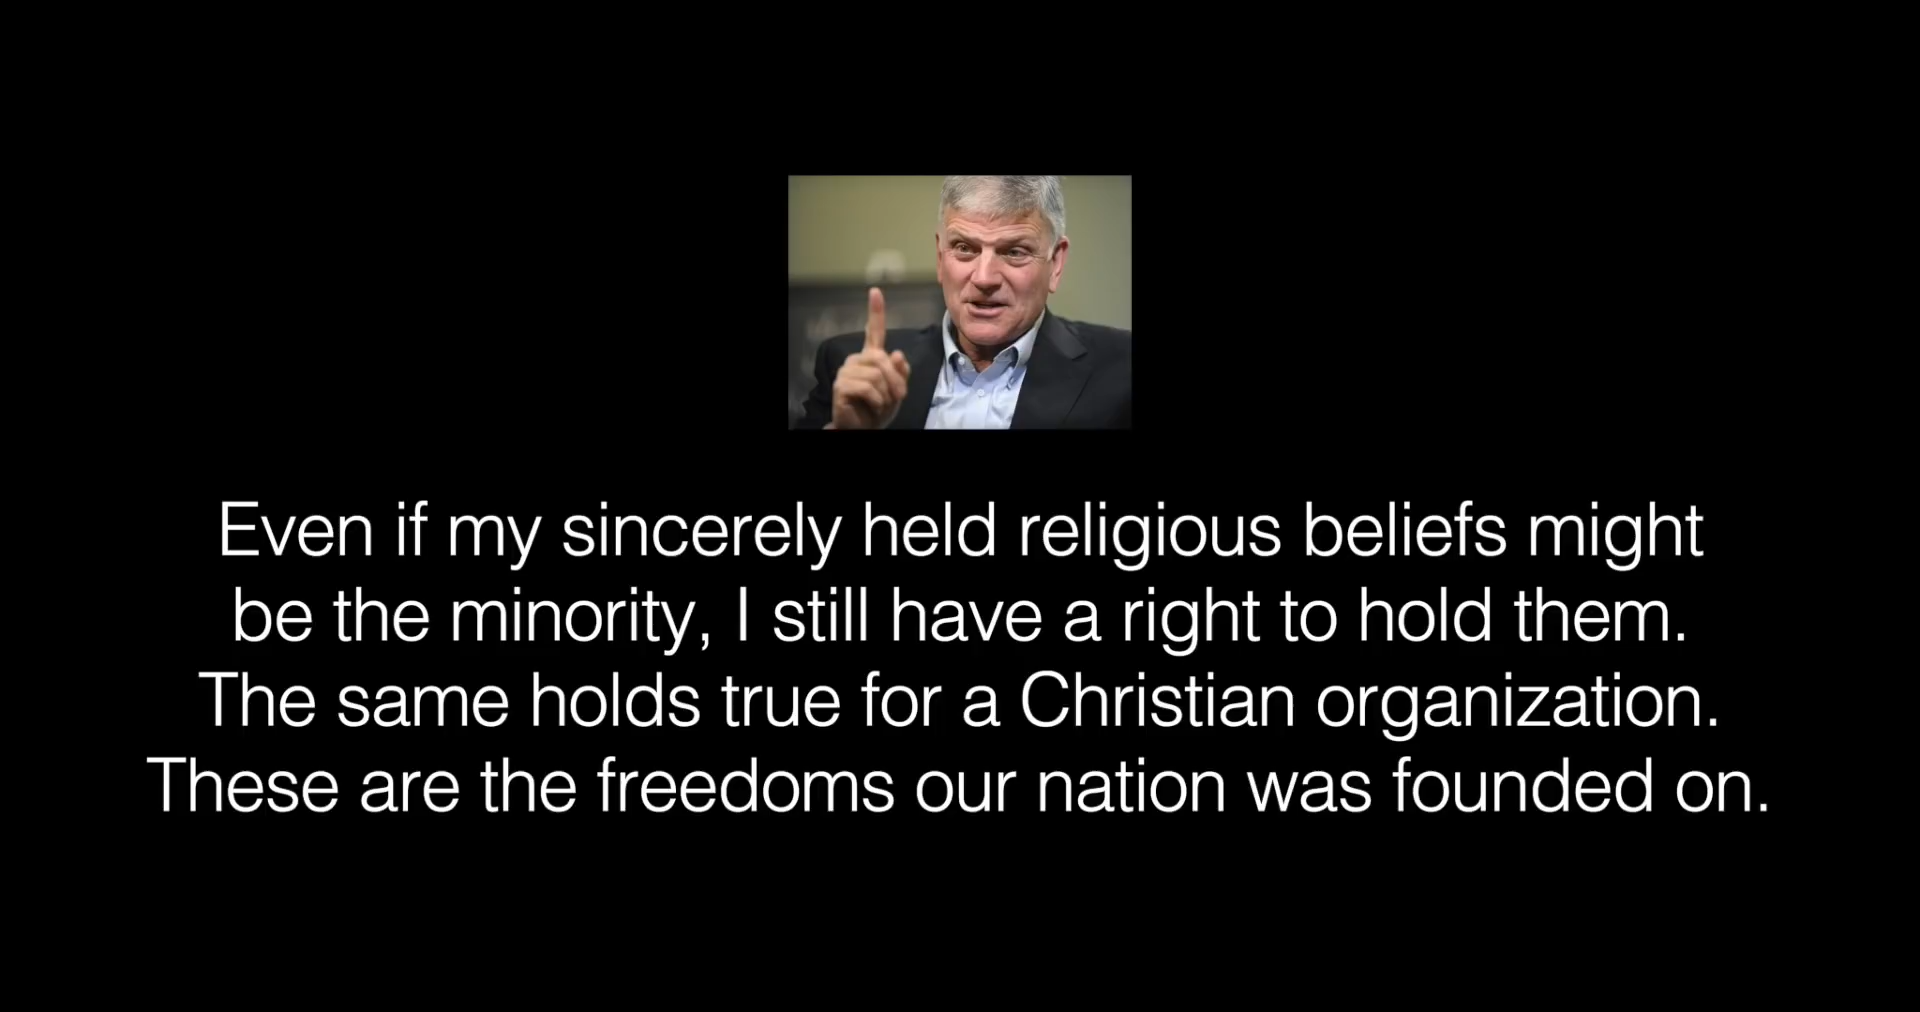 Even if my sincerely held religious beliefs might
be the minority, I still have a right to hold them.
The same holds true for a Christian organization.
These are the freedoms our nation was founded on.